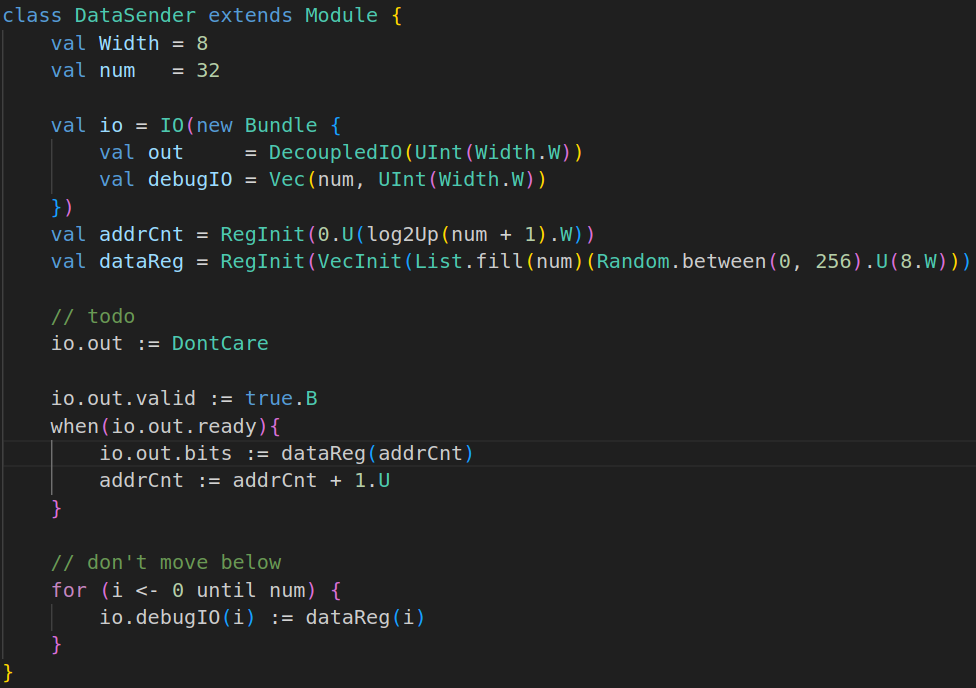 class DataSender extends Module {
    val Width = 8
    val num   = 32

    val io = IO(new Bundle {
        val out     = DecoupledIO(UInt(Width.W))
        val debugIO = Vec(num, UInt(Width.W))
    })
    val addrCnt = RegInit(0.U(log2Up(num + 1).W))
    val dataReg = RegInit(VecInit(List.fill(num)(Random.between(0, 256).U(8.W))))

    // todo
    io.out := DontCare

    io.out.valid := true.B
    when(io.out.ready){
        io.out.bits := dataReg(addrCnt)
        addrCnt := addrCnt + 1.U
    }

    // don't move below
    for (i <- 0 until num) {
        io.debugIO(i) := dataReg(i)
    }
}